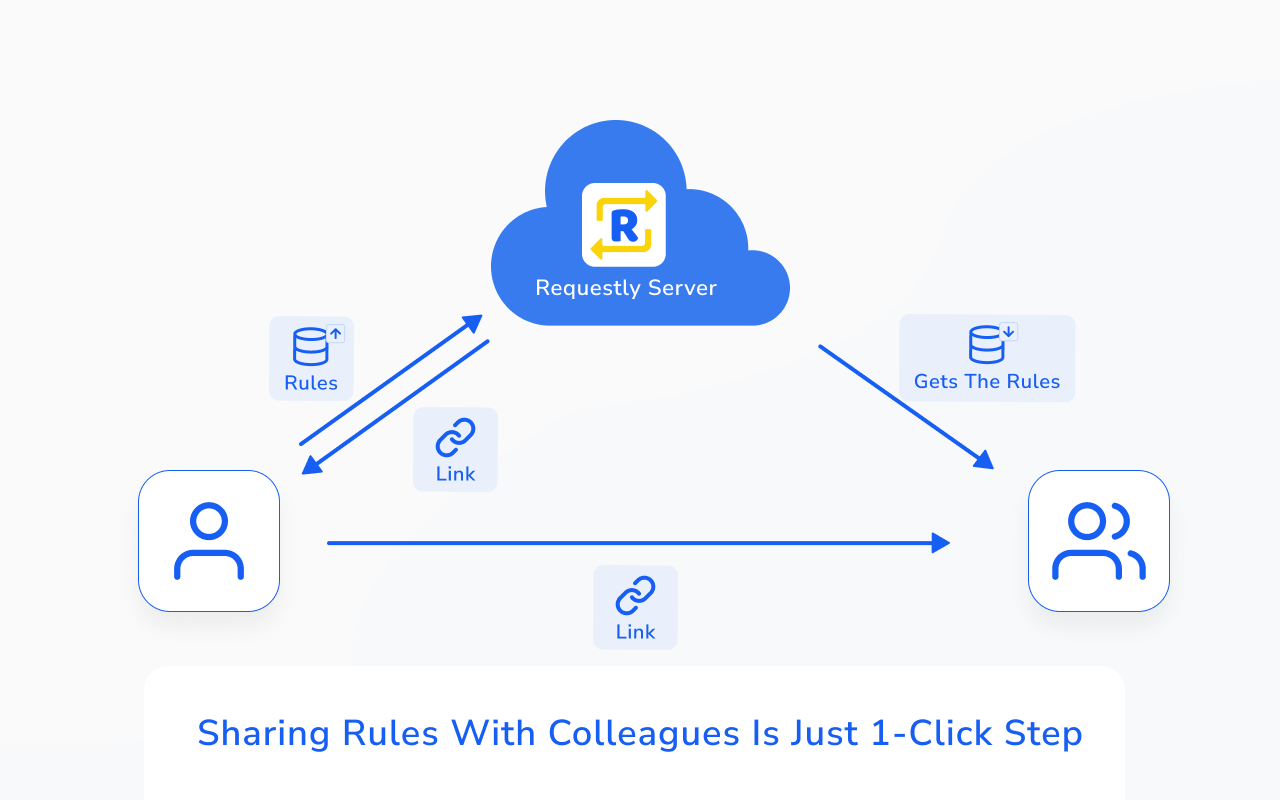 R
Requestly Server
Rules
Gets The Rules
Link
Link
Sharing Rules With Colleagues Is Just 1-Click Step